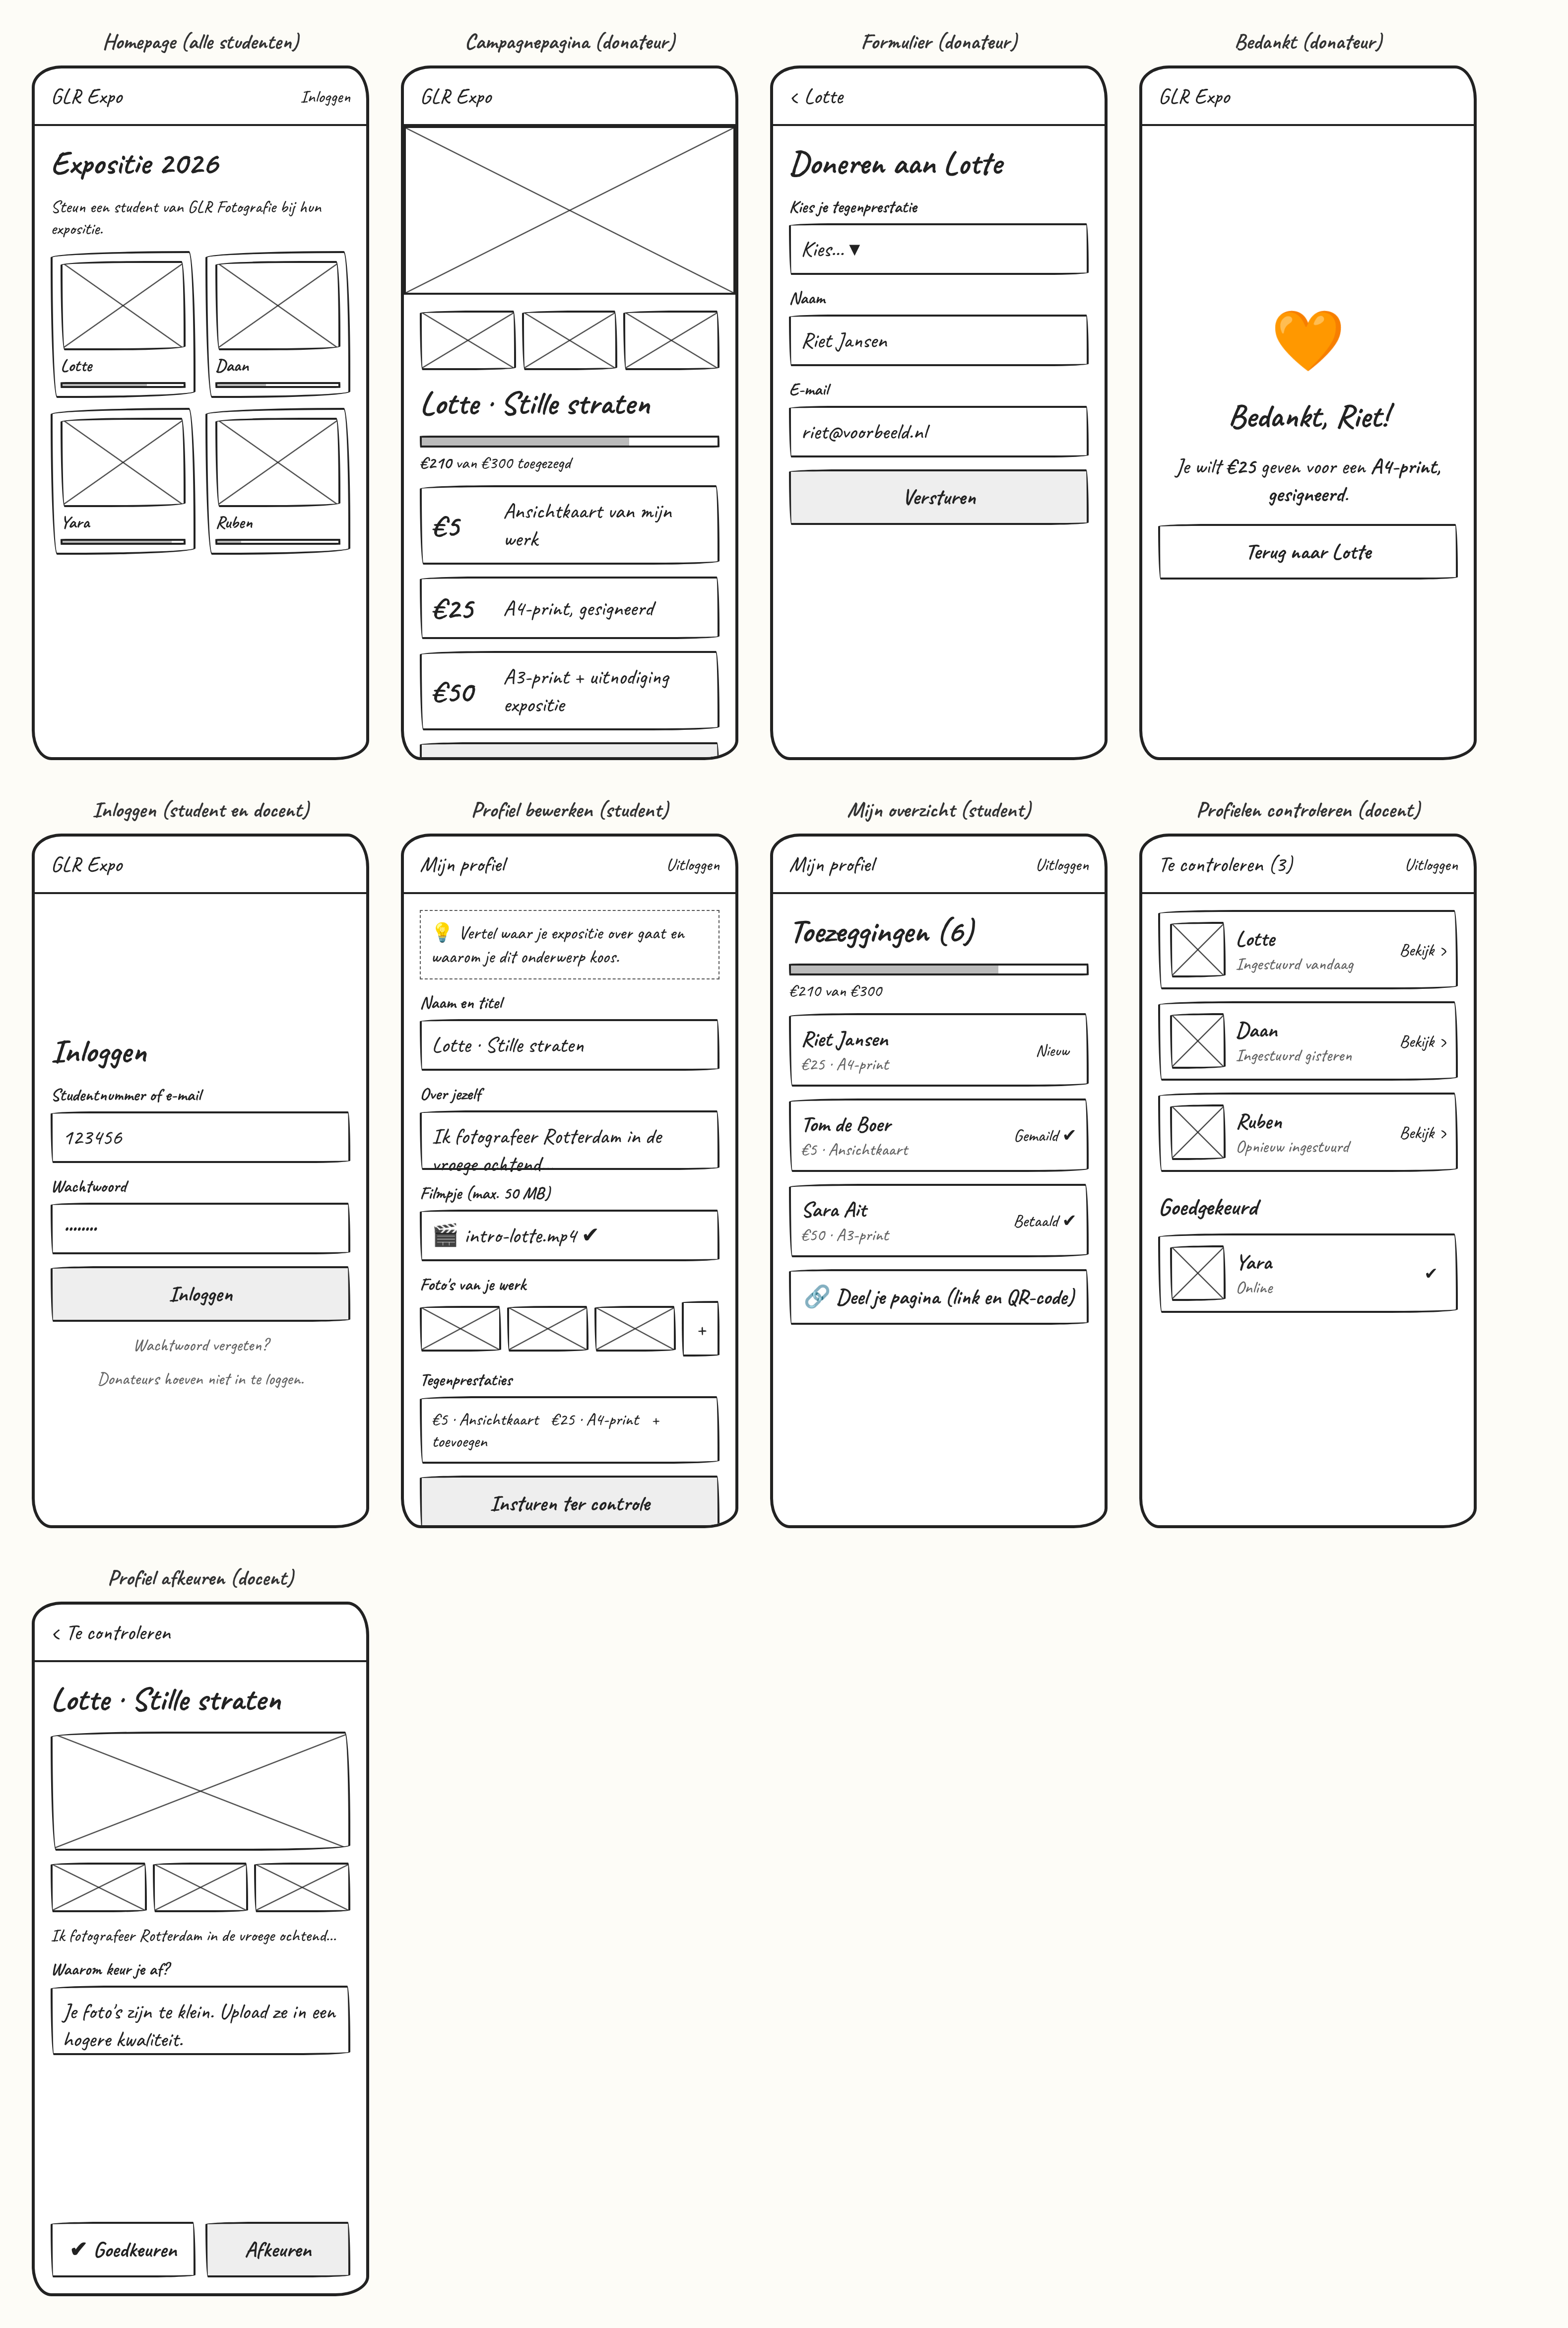 Homepage (alle studenten)
GLR Expo
Inloggen
Expositie 2026
Steun een student van GLR Fotografie bij hun
expositie.
Lotte
Daan
Yara
Ruben
Campagnepagina (donateur)
GLR Expo
Lotte · Stille straten
€210 van €300 toegezegd
€5
Ansichtkaart van mijn
werk
€25
A4-print, gesigneerd
€50
A3-print + uitnodiging
expositie
Formulier (donateur)
< Lotte
Doneren aan Lotte
Kies je tegenprestatie
Kies... ▼
Naam
Riet Jansen
E-mail
riet@voorbeeld.nl
Versturen
Bedankt (donateur)
GLR Expo
🧡
Bedankt, Riet!
Je wilt €25 geven voor een A4-print,
gesigneerd.
Terug naar Lotte
Inloggen (student en docent)
GLR Expo
Inloggen
Studentnummer of e-mail
123456
Wachtwoord
••••••••
Inloggen
Wachtwoord vergeten?
Donateurs hoeven niet in te loggen.
Profiel bewerken (student)
Mijn profiel
Uitloggen
💡 Vertel waar je expositie over gaat en
waarom je dit onderwerp koos.
Naam en titel
Lotte · Stille straten
Over jezelf
Ik fotografeer Rotterdam in de
vroege ochtend
Filmpje (max. 50 MB)
🎬 intro-lotte.mp4 ✔
Foto's van je werk
+
Tegenprestaties
€5 · Ansichtkaart €25 · A4-print +
toevoegen
Insturen ter controle
Mijn overzicht (student)
Mijn profiel
Uitloggen
Toezeggingen (6)
€210 van €300
Riet Jansen
€25 · A4-print
Nieuw
Tom de Boer
€5 · Ansichtkaart
Gemaild ✔
Sara Ait
€50 · A3-print
Betaald ✔
🔗 Deel je pagina (link en QR-code)
Profielen controleren (docent)
Te controleren (3)
Uitloggen
Lotte
Ingestuurd vandaag
Bekijk >
Daan
Ingestuurd gisteren
Bekijk >
Ruben
Opnieuw ingestuurd
Bekijk >
Goedgekeurd
Yara
Online
✔
Profiel afkeuren (docent)
< Te controleren
Lotte · Stille straten
Ik fotografeer Rotterdam in de vroege ochtend...
Waarom keur je af?
Je foto's zijn te klein. Upload ze in een
hogere kwaliteit.
✔ Goedkeuren
Afkeuren